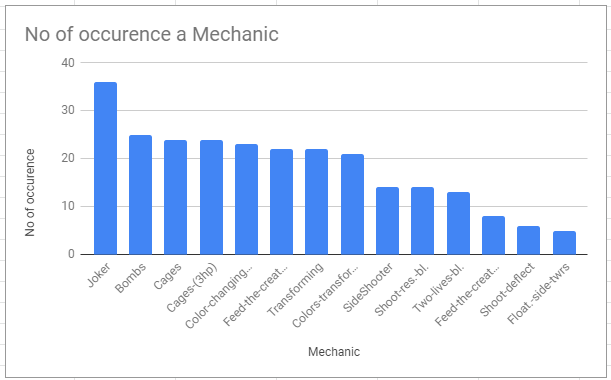 No of occurence a Mechanic
No of occurence
40
30
20
10
0
Joker
Bombs
Cages
Cages-(3hp)
Color-changing...
Feed-the-creat...
Transforming
Colors-transfor...
SideShooter
Shoot-res.-bl.
Two-lives-bl.
Feed-the-creat...
Shoot-deflect
Float.-side-twrs
Mechanic